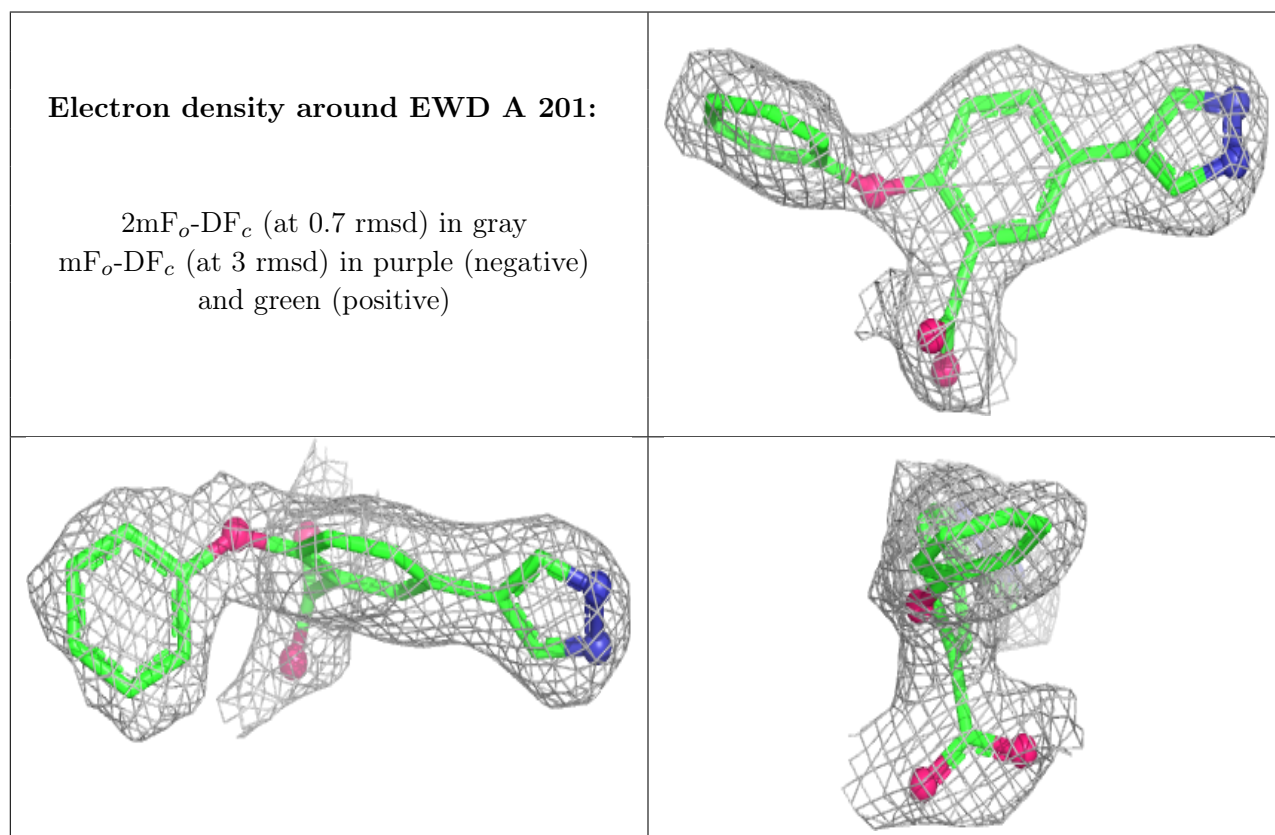 Electron density around EWD A 201:
2mFo-DFc (at 0.7 rmsd) in gray
mFo-DFc (at 3 rmsd) in purple (negative)
and green (positive)